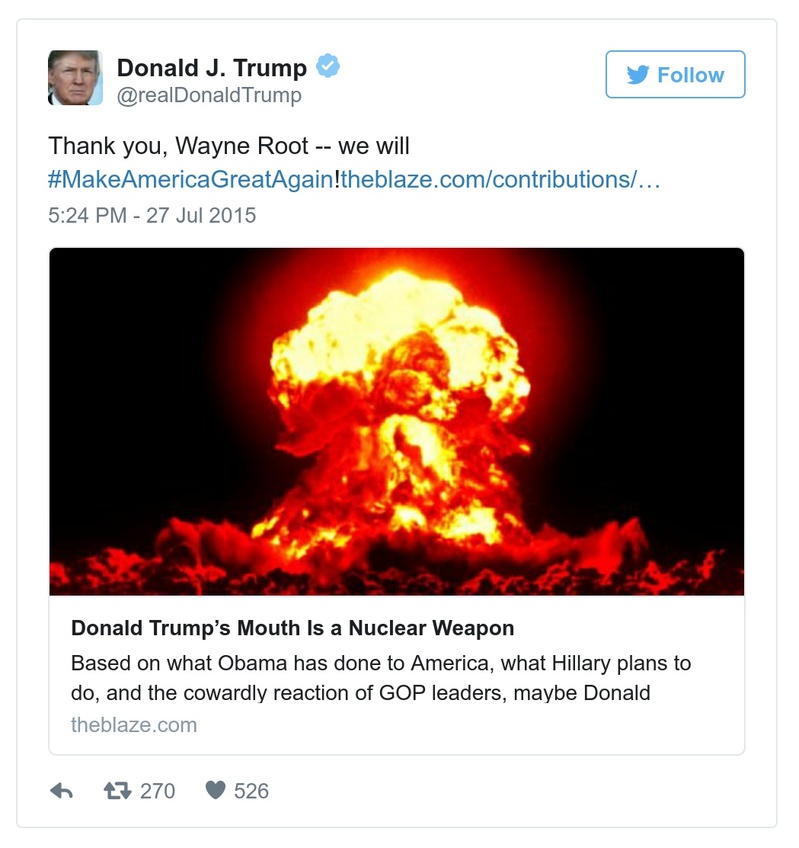 Donald J. Trump
@realDonaldTrump
Follow
Thank you, Wayne Root -- we will
#MakeAmericaGreatAgain!theblaze.com/contributions/…
5:24 PM - 27 Jul 2015
Donald Trump’s Mouth Is a Nuclear Weapon
Based on what Obama has done to America, what Hillary plans to
do, and the cowardly reaction of GOP leaders, maybe Donald
theblaze.com
270 526